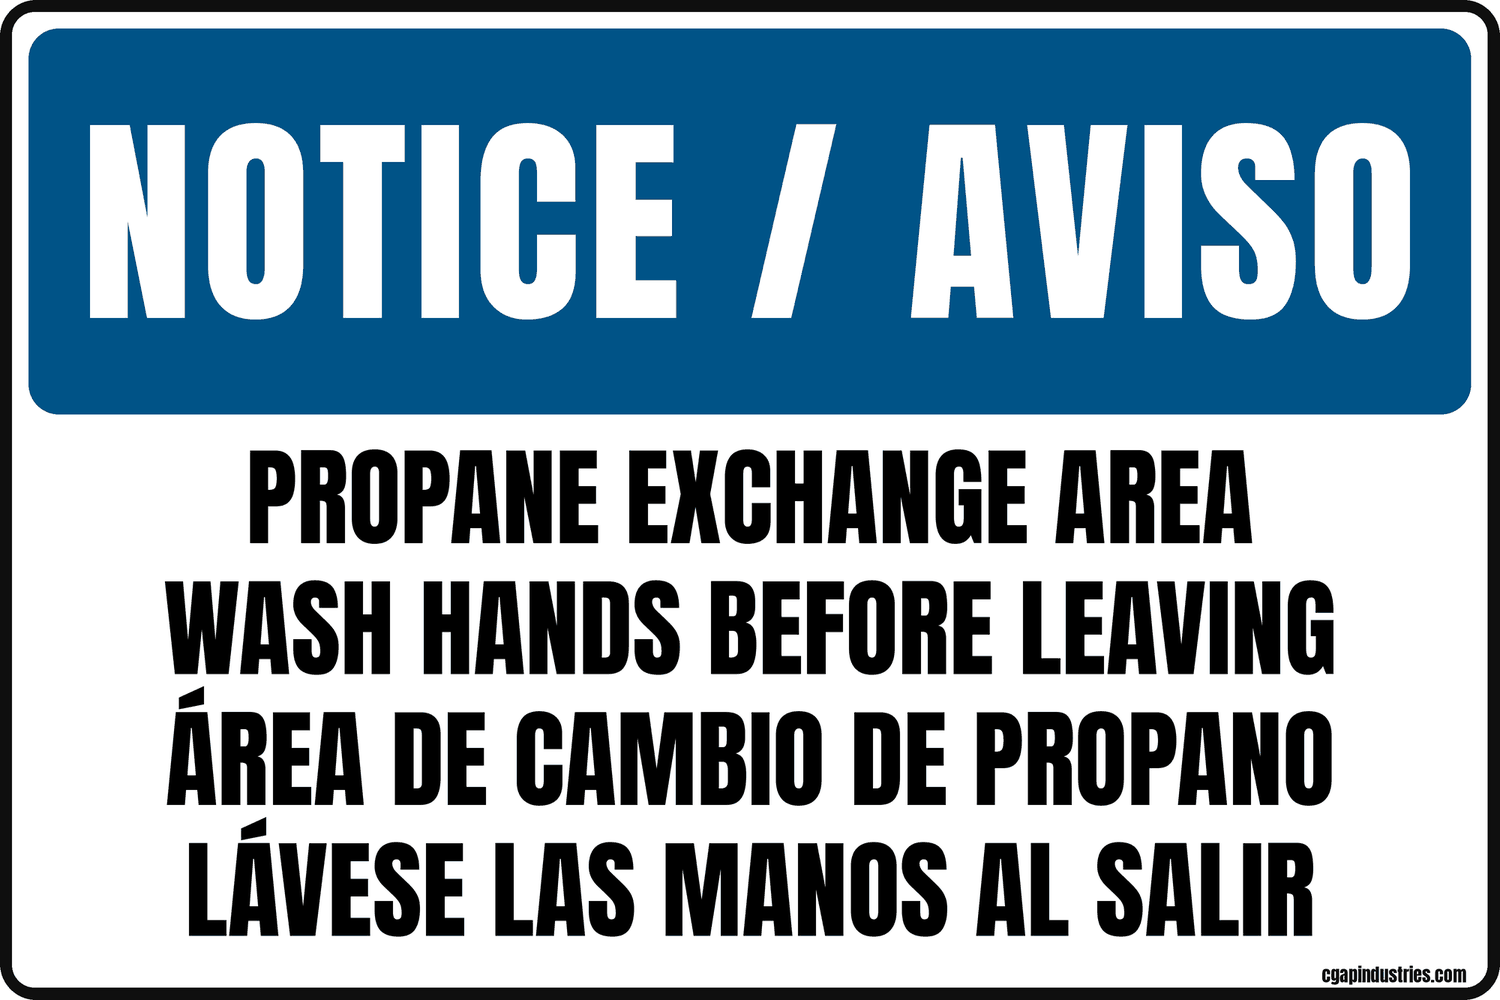 NOTICE / AVISO
PROPANE EXCHANGE AREA
WASH HANDS BEFORE LEAVING
ÁREA DE CAMBIO DE PROPANO
LÁVESE LAS MANOS AL SALIR
cgapindustries.com